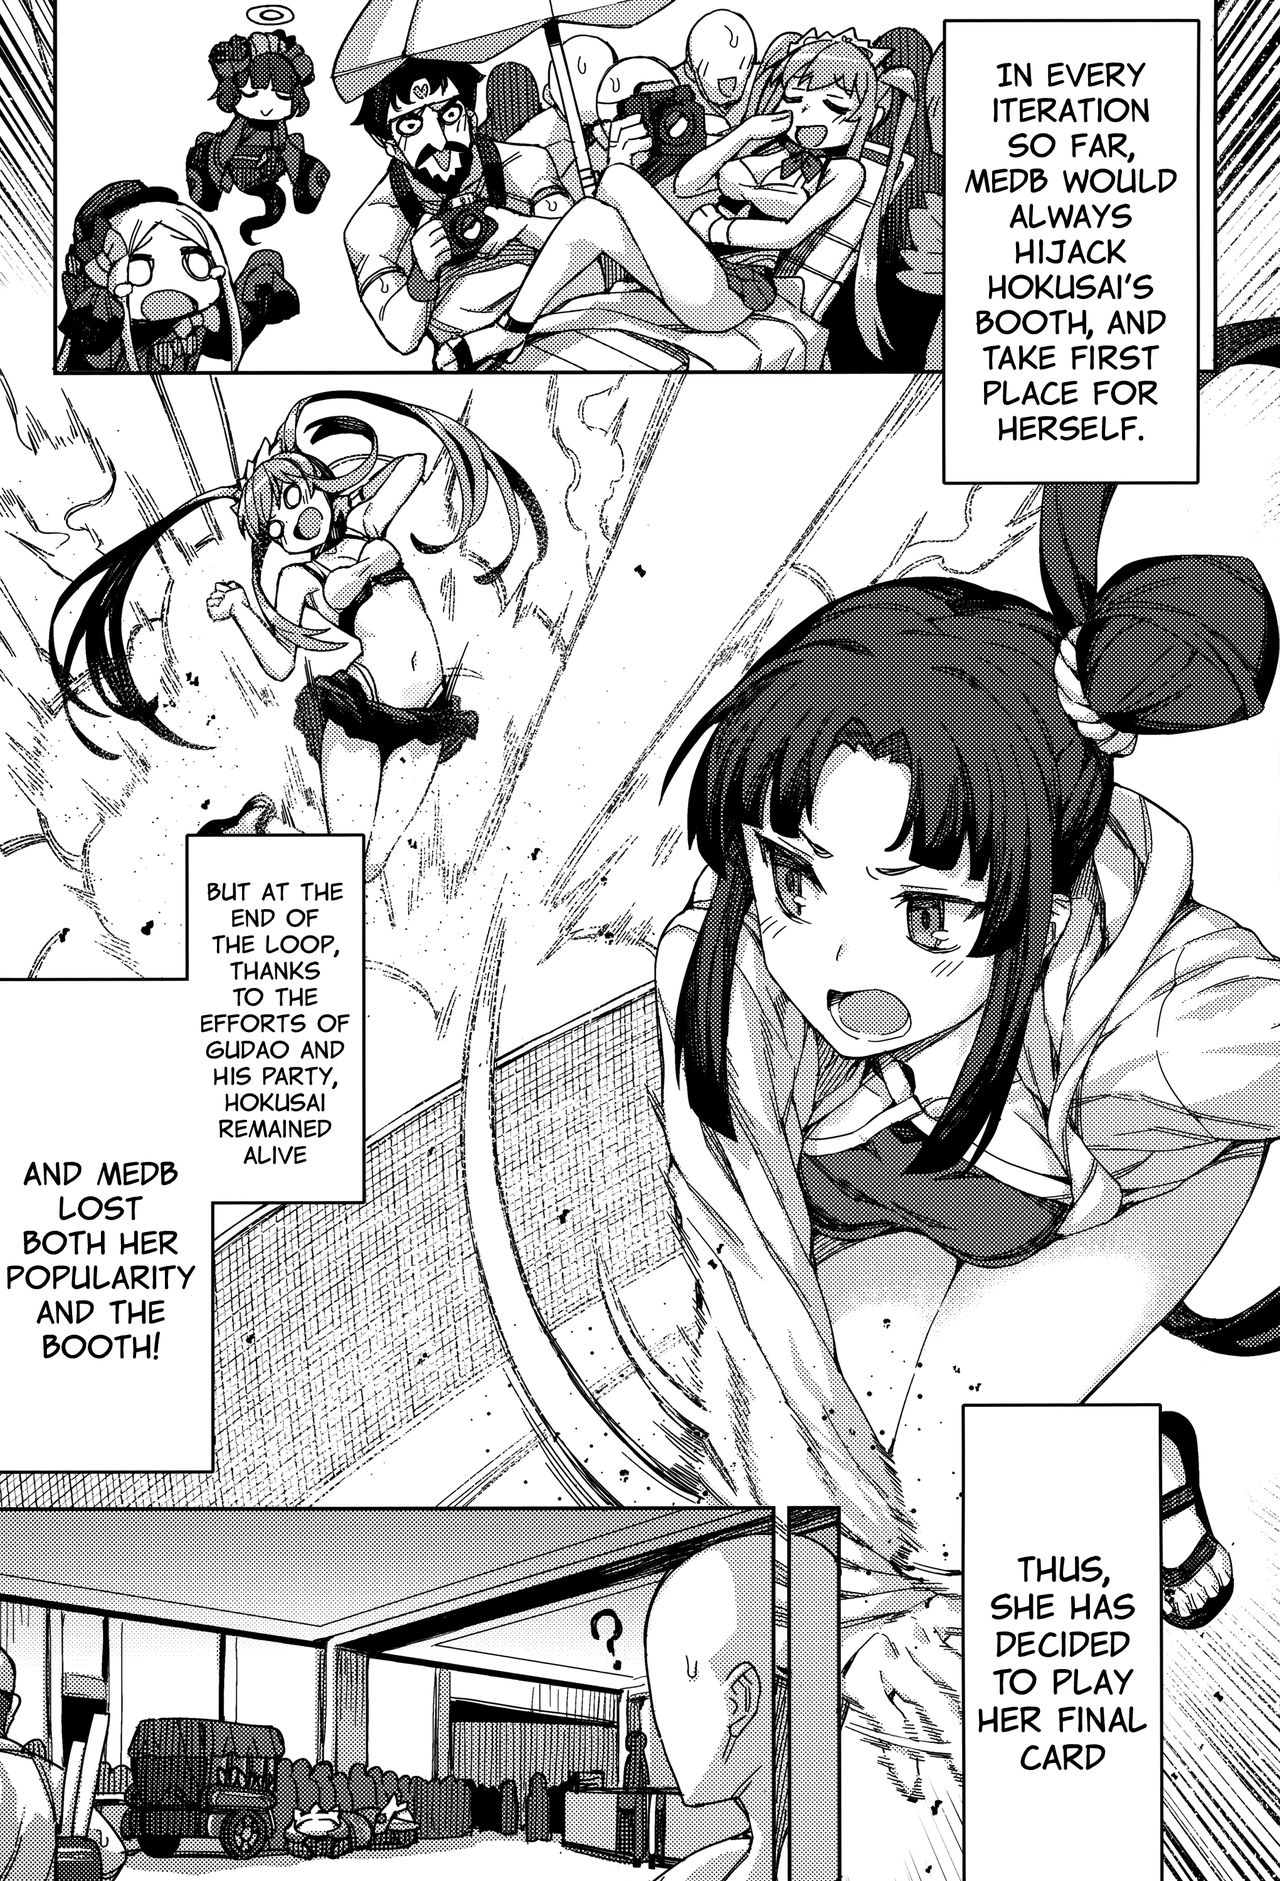 IN EVERY
ITERATION
SO FAR,
MEDB WOULD
ALWAYS
HIJACK
HOKUSAI'S
BOOTH, AND
TAKE FIRST
PLACE FOR
HERSELF.
BUT AT THE
END OF
THE LOOP,
THANKS
TO THE
EFFORTS OF
GUDAO AND
HIS PARTY,
HOKUSAI
REMAINED
ALIVE
AND MEDB
LOST
BOTH HER
POPULARITY
AND THE
BOOTH!
THUS,
SHE HAS
DECIDED
TO PLAY
HER FINAL
CARD
?